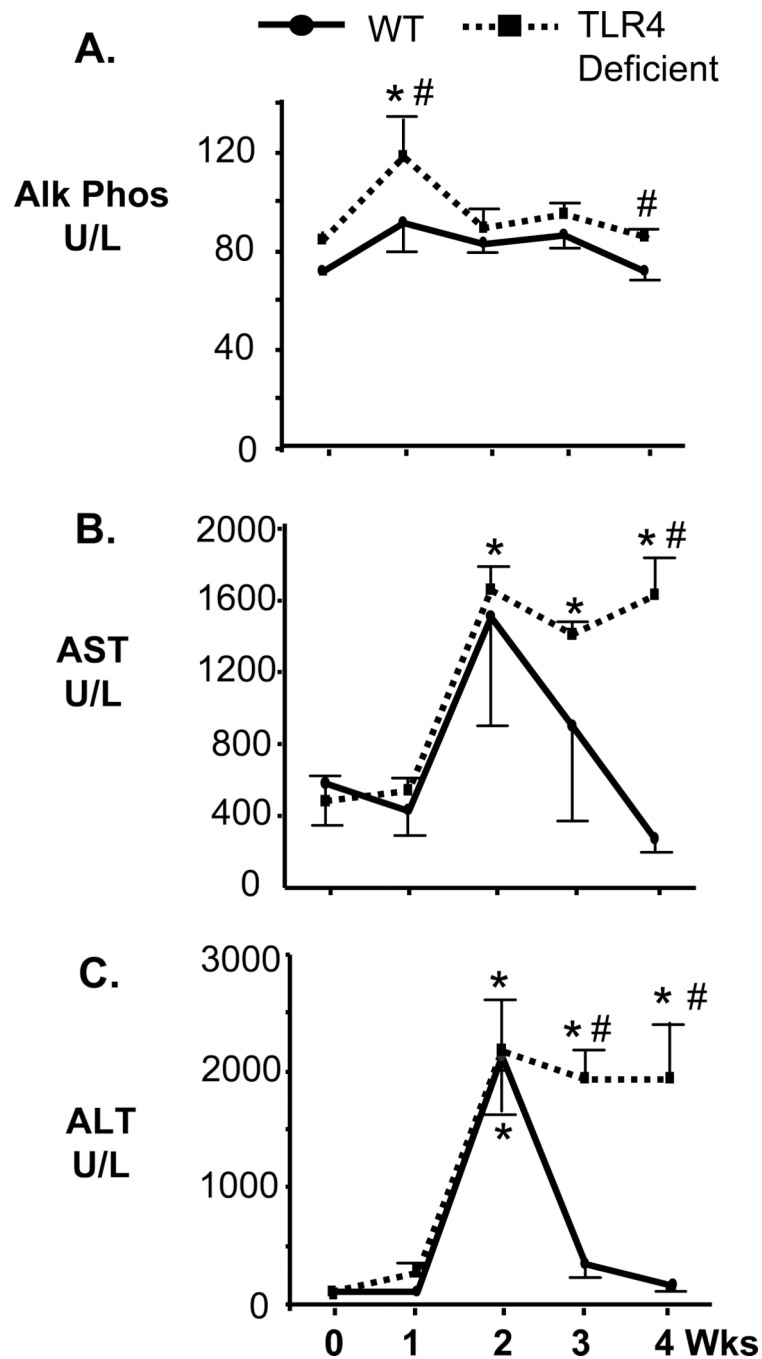 WT
TLR4
Deficient
A.
* #
#
120
80
40
0
Alk Phos
U/L
B.
*
*
* #
2000
1600
1200
800
400
0
AST
U/L
C.
*
* #
* #
*
3000
2000
1000
0
ALT
U/L
0 1 2 3 4 Wks